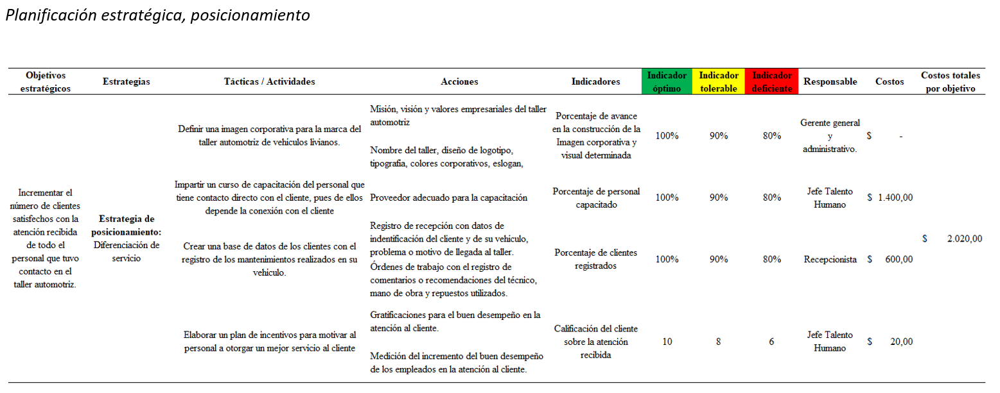 Planificación estratégica, posicionamiento
Objetivos
estratégicos
Estrategias
Tácticas / Actividades
Acciones
Indicadores
Indicador
óptimo
Indicador
tolerable
Indicador
deficiente
Responsable
Costos
Costos totales
por objetivo
Incrementar el
número de clientes
satisfechos con la
atención recibida
de todo el
personal que tuvo
contacto en el
taller automotriz.
Estrategia de
posicionamiento:
Diferenciación de
servicio
Definir una imagen corporativa para la marca del
taller automotriz de vehículos livianos.
Misión, visión y valores empresariales del taller
automotriz
Nombre del taller, diseño de logotipo,
tipografía, colores corporativos, eslogan,
Porcentaje de avance
en la construcción de la
Imagen corporativa y
visual determinada
100%
90%
80%
Gerente general
y
administrativo.
$ -
Impartir un curso de capacitación del personal que
tiene contacto directo con el cliente, pues de ellos
depende la conexión con el cliente
Proveedor adecuado para la capacitación
Porcentaje de personal
capacitado
100%
90%
80%
Jefe Talento
Humano
$ 1.400,00
Crear una base de datos de los clientes con el
registro de los mantenimientos realizados en su
vehículo.
Registro de recepción con datos de
indentificación del cliente y de su vehículo,
problema o motivo de llegada al taller.
Órdenes de trabajo con el registro de
comentarios o recomendaciones del técnico,
mano de obra y repuestos utilizados.
Porcentaje de clientes
registrados
100%
90%
80%
Recepcionista
$ 600,00
$ 2.020,00
Elaborar un plan de incentivos para motivar al
personal a otorgar un mejor servicio al cliente
Gratificaciones para el buen desempeño en la
atención al cliente.
Medición del incremento del buen desempeño
de los empleados en la atención al cliente.
Calificación del cliente
sobre la atención
recibida
10
8
6
Jefe Talento
Humano
$ 20,00